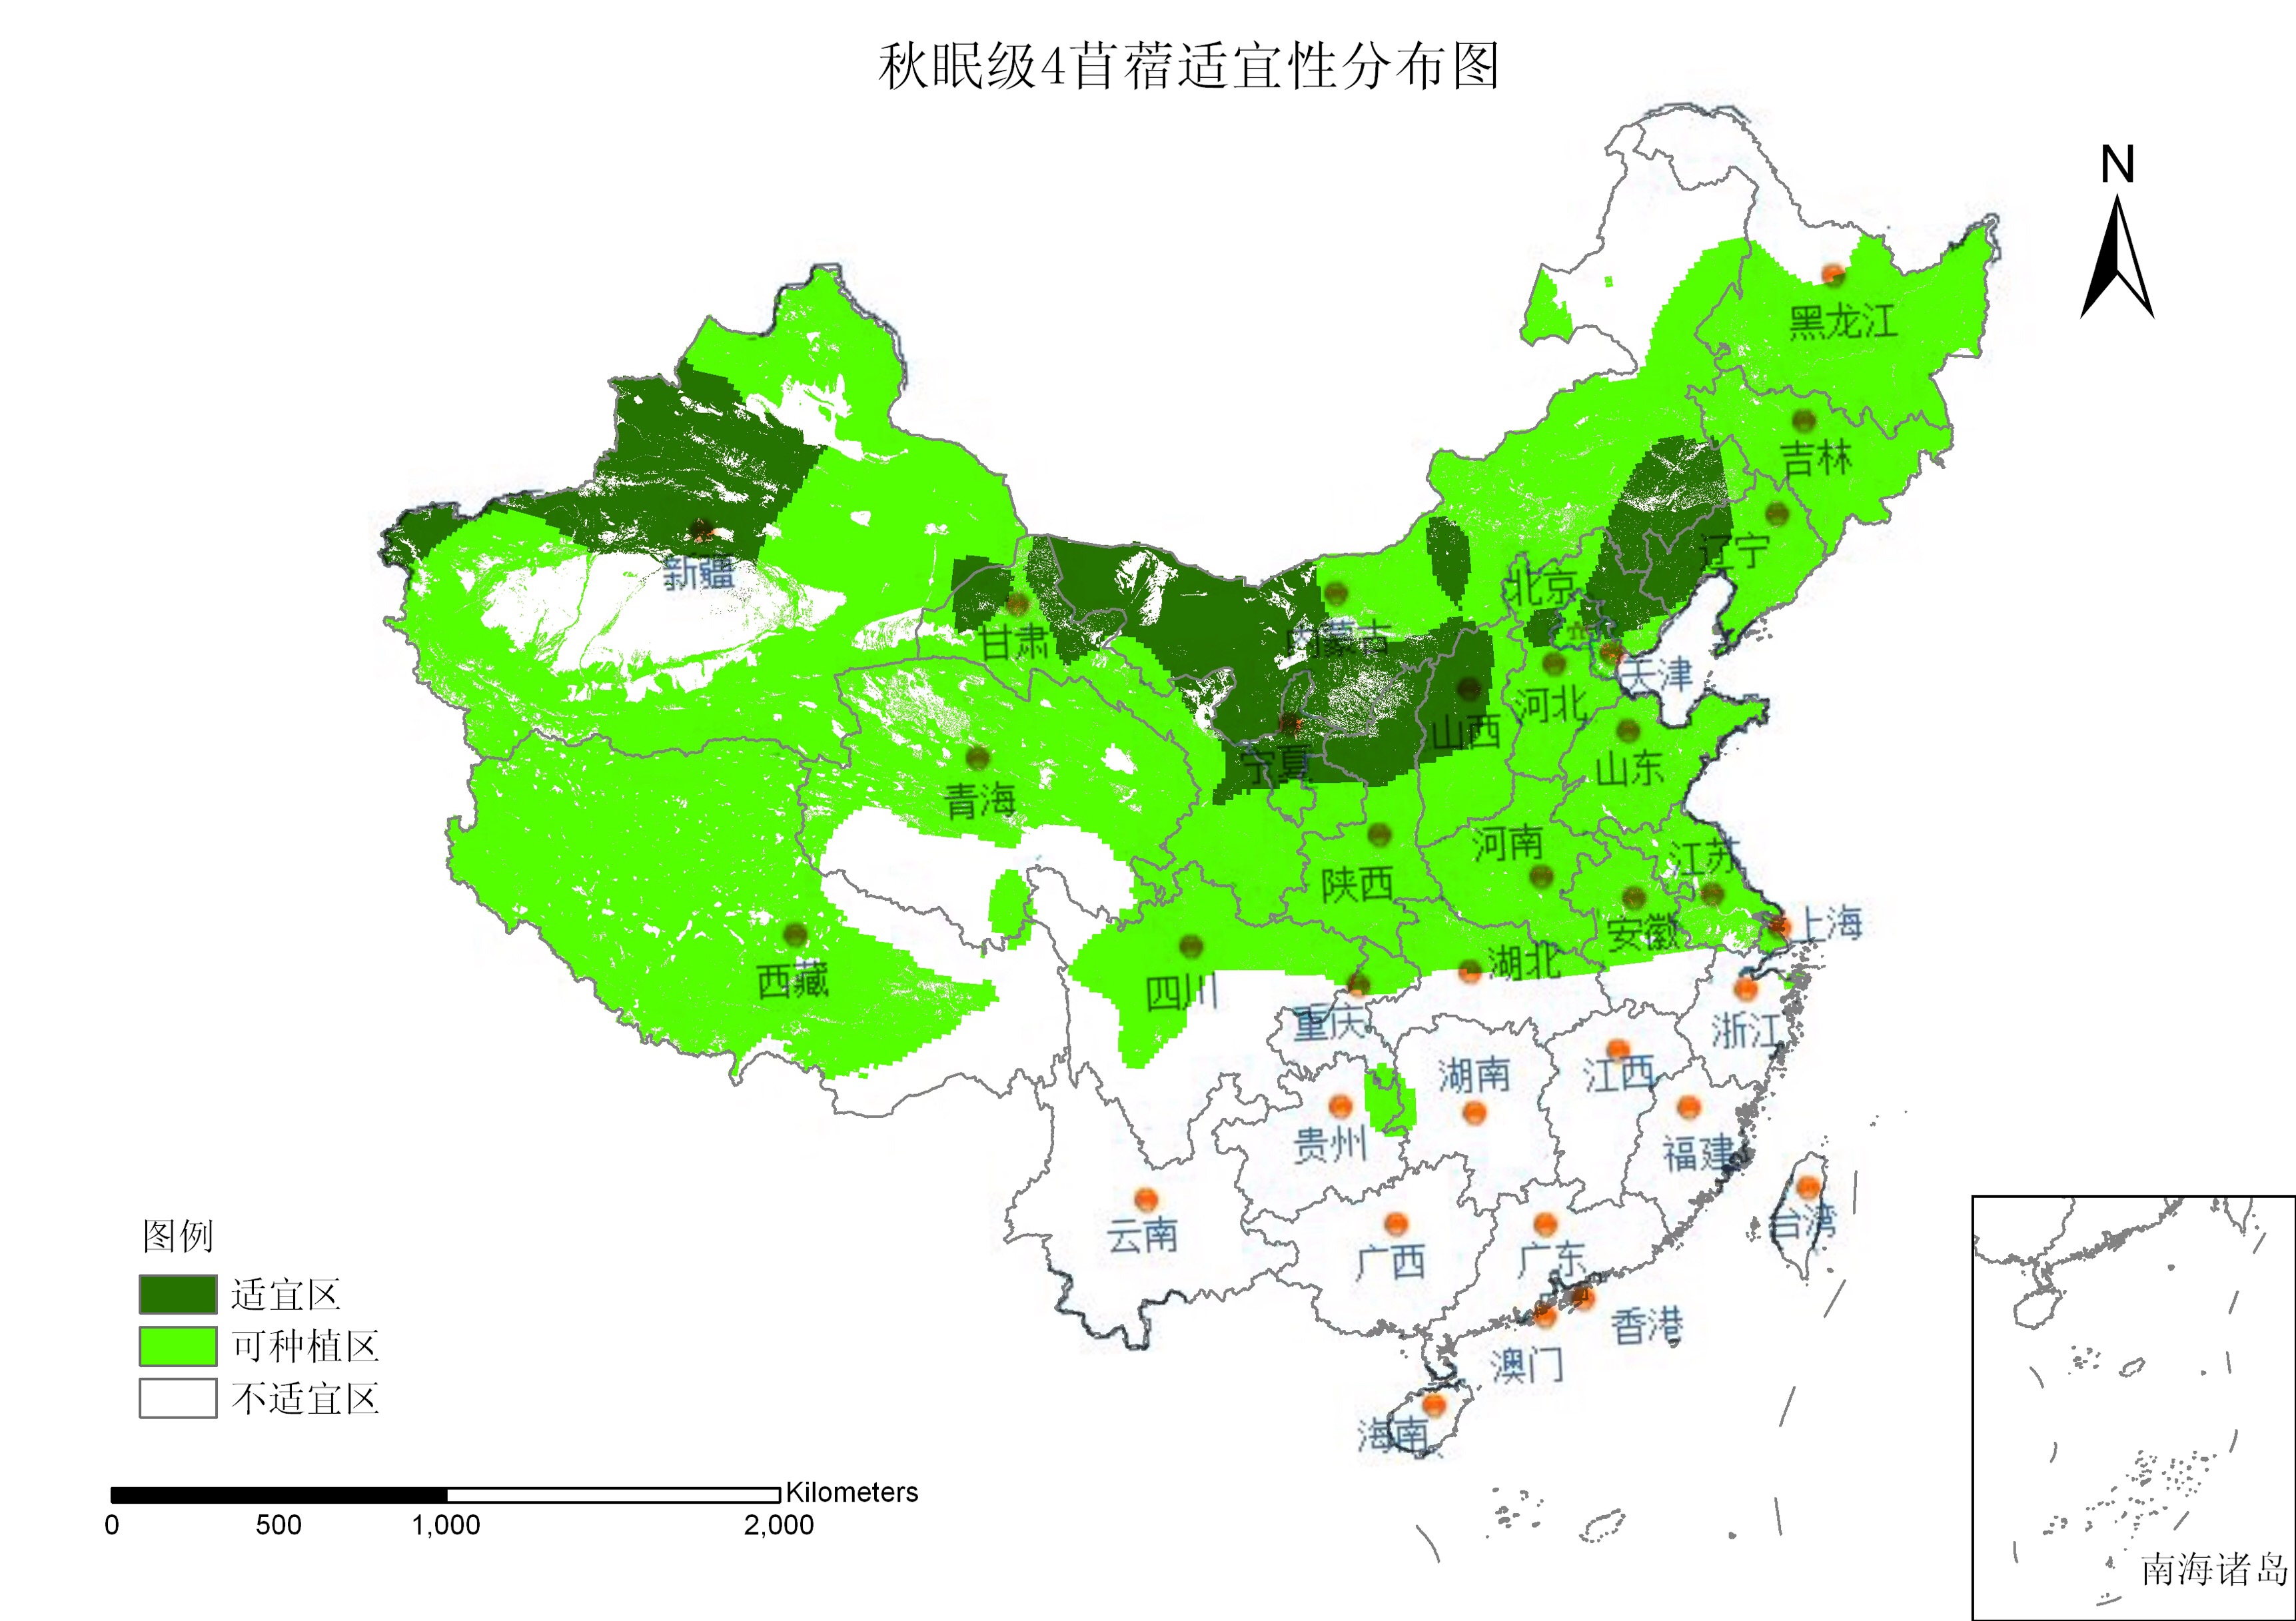 秋眠级4苜蓿适宜性分布图
N
黑龙江
吉林
辽宁
新疆
北京
甘肃
内蒙古
天津
河北
山西
宁夏
山东
青海
河南
江苏
陕西
安徽
上海
湖北
西藏
四川
重庆
浙江
湖南
江西
贵州
福建
云南
台湾
广西
广东
香港
澳门
海南
图例
适宜区
可种植区
不适宜区
Kilometers
0 500 1,000 2,000
南海诸岛